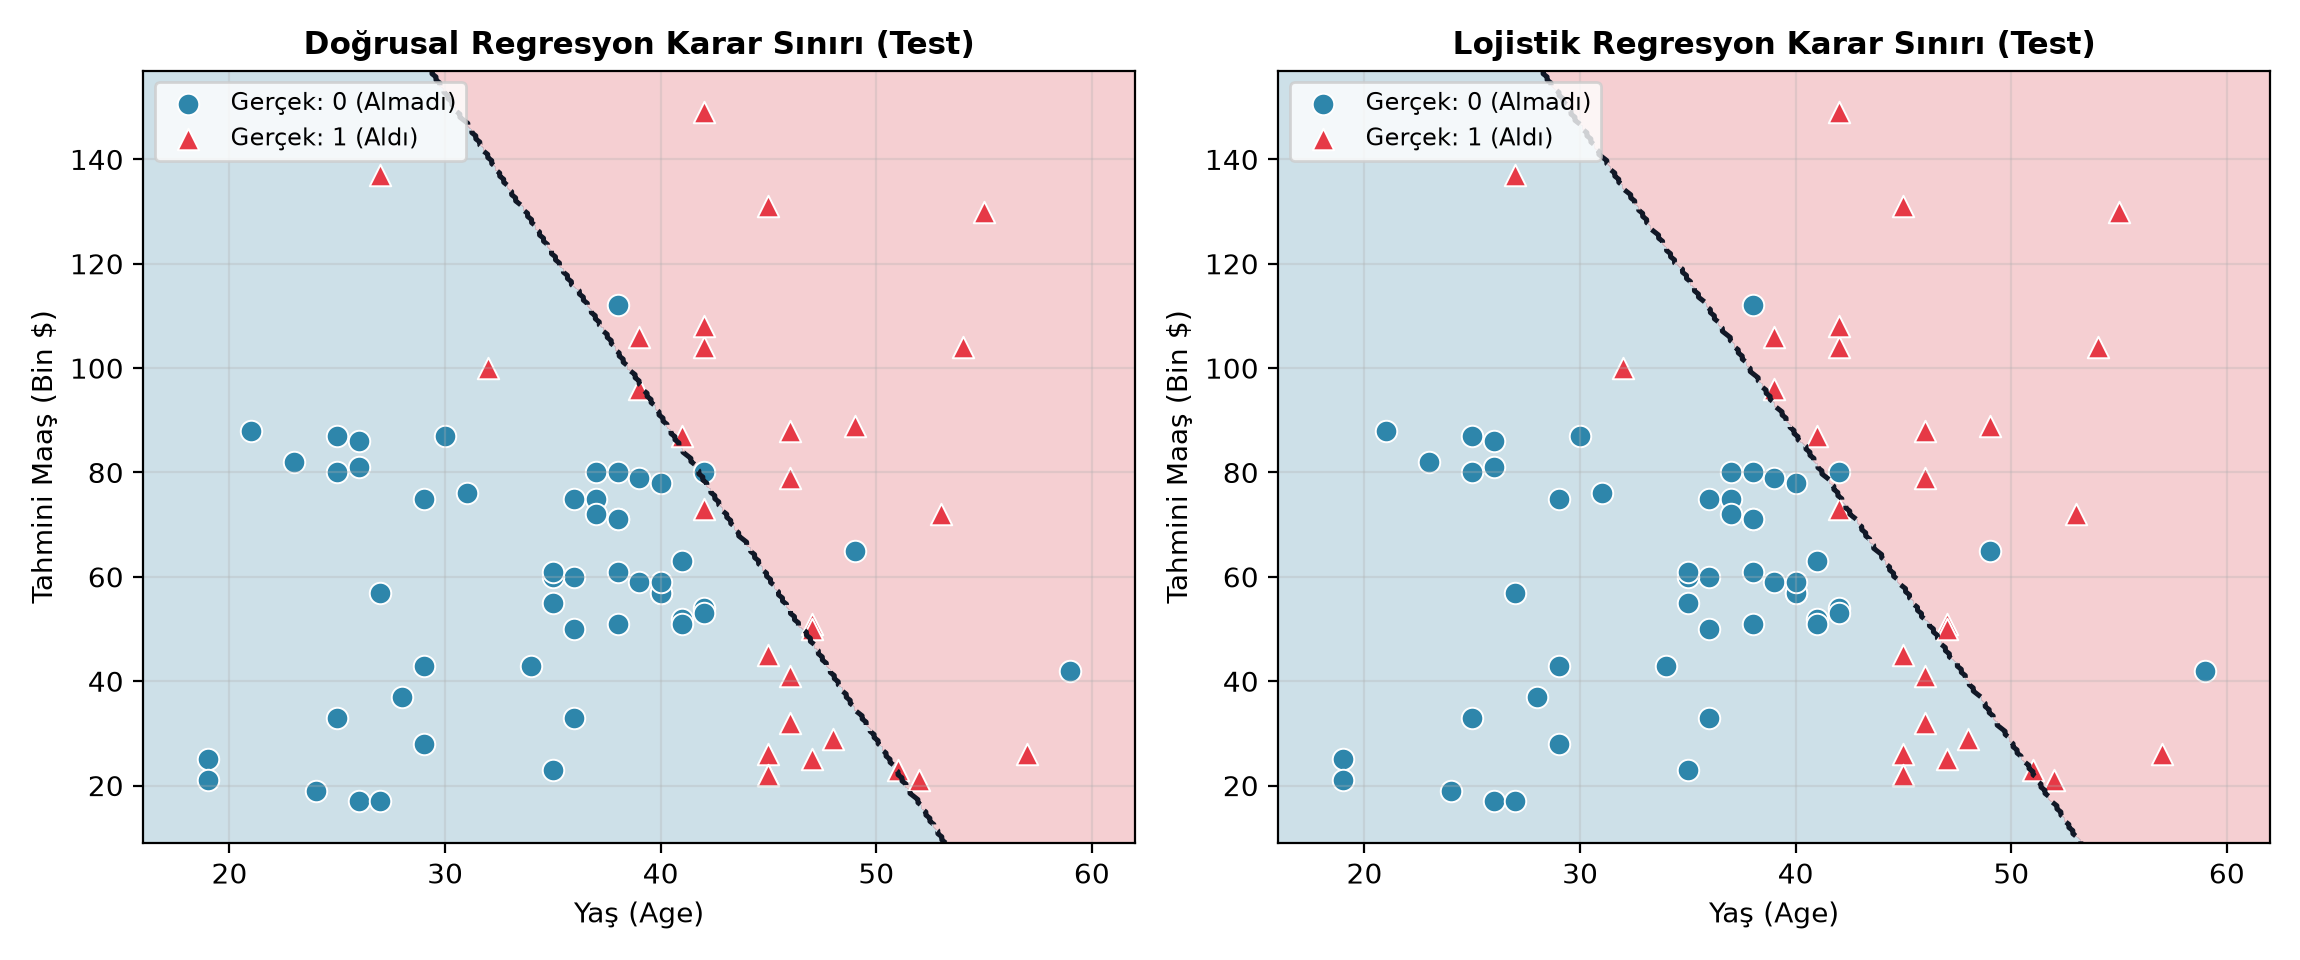 Doğrusal Regresyon Karar Sınırı (Test)
Gerçek: 0 (Almadı)
Gerçek: 1 (Aldı)
Tahmini Maaş (Bin $)
140
120
100
80
60
40
20
20 30 40 50 60
Yaş (Age)
Lojistik Regresyon Karar Sınırı (Test)
Gerçek: 0 (Almadı)
Gerçek: 1 (Aldı)
Tahmini Maaş (Bin $)
140
120
100
80
60
40
20
20 30 40 50 60
Yaş (Age)